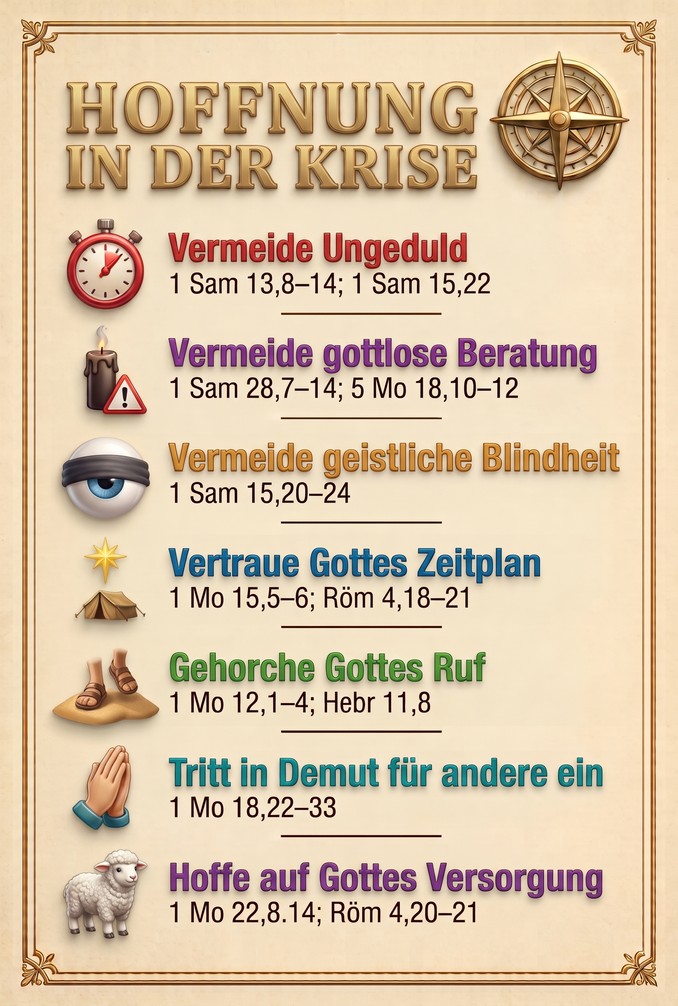 HOFFNUNG
IN DER KRISE
Vermeide Ungeduld
1 Sam 13,8–14; 1 Sam 15,22
Vermeide gottlose Beratung
1 Sam 28,7–14; 5 Mo 18,10–12
Vermeide geistliche Blindheit
1 Sam 15,20–24
Vertraue Gottes Zeitplan
1 Mo 15,5–6; Röm 4,18–21
Gehorche Gottes Ruf
1 Mo 12,1–4; Hebr 11,8
Tritt in Demut für andere ein
1 Mo 18,22–33
Hoffe auf Gottes Versorgung
1 Mo 22,8.14; Röm 4,20–21